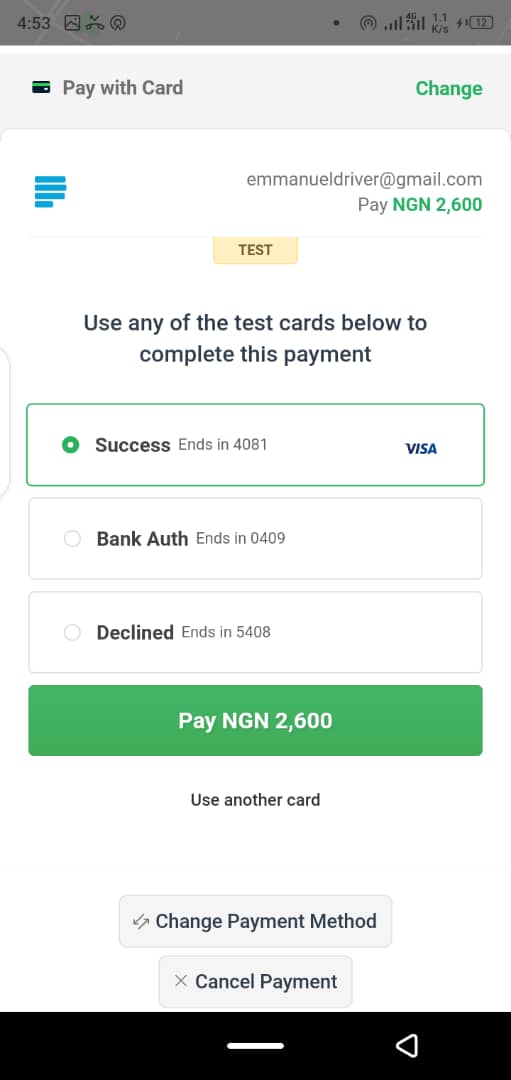 4:53
4G
1.1
K/s
12
Pay with Card
Change
emmanueldriver@gmail.com
Pay NGN 2,600
TEST
Use any of the test cards below to
complete this payment
Success Ends in 4081
VISA
Bank Auth Ends in 0409
Declined Ends in 5408
Pay NGN 2,600
Use another card
Change Payment Method
Cancel Payment